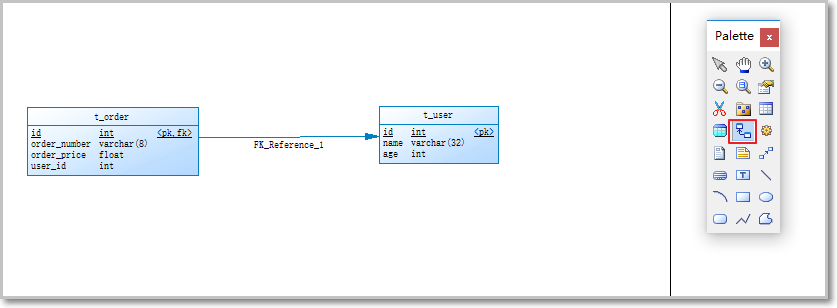 Palette x
t_order
id int <pk,fk>
order_number varchar(8)
order_price float
user_id int
FK_Reference_1
t_user
id int <pk>
name varchar(32)
age int